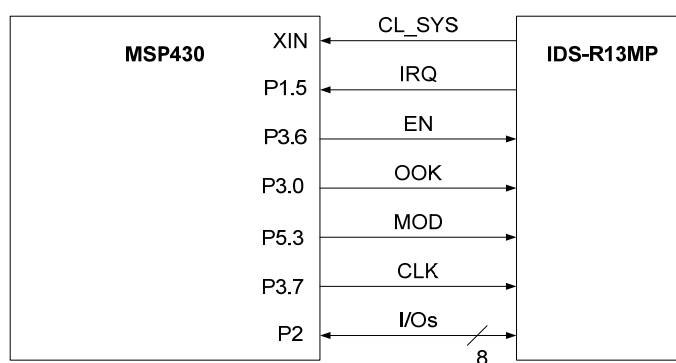 MSP430
XIN
CL_SYS
IDS-R13MP
P1.5
IRQ
P3.6
EN
P3.0
OOK
P5.3
MOD
P3.7
CLK
P2
I/Os
8